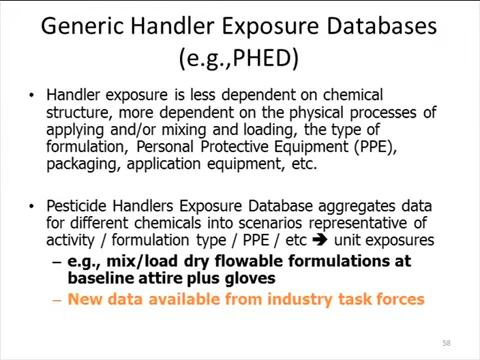 Generic Handler Exposure Databases
(e.g.,PHED)
• Handler exposure is less dependent on chemical
structure, more dependent on the physical processes of
applying and/or mixing and loading, the type of
formulation, Personal Protective Equipment (PPE),
packaging, application equipment, etc.
• Pesticide Handlers Exposure Database aggregates data
for different chemicals into scenarios representative of
activity / formulation type / PPE / etc ➔ unit exposures
– e.g., mix/load dry flowable formulations at
baseline attire plus gloves
– New data available from industry task forces
58